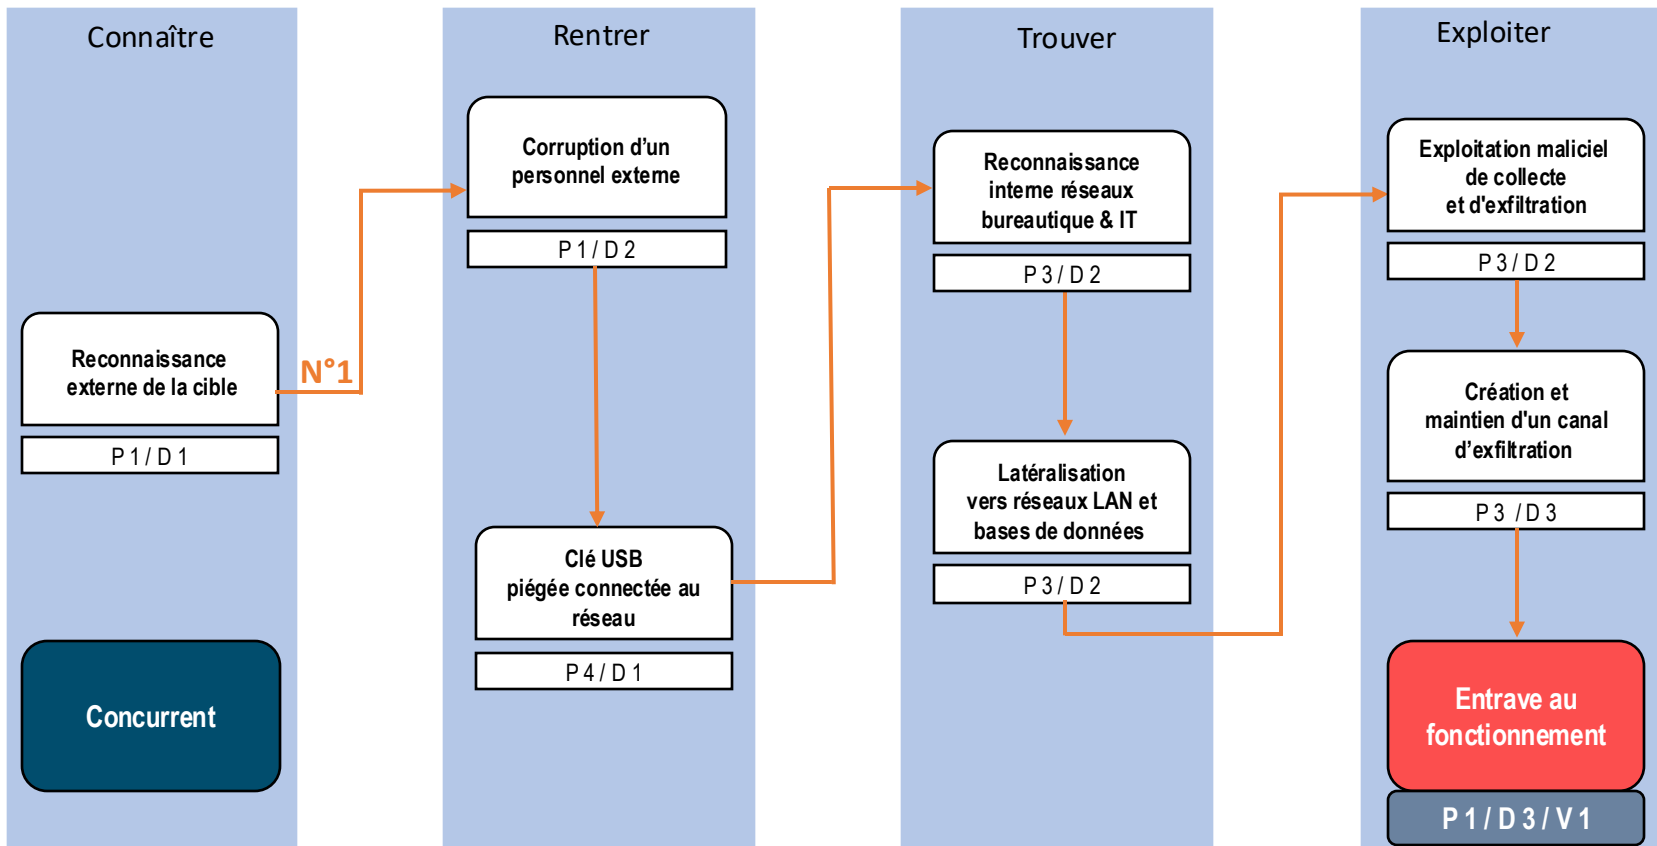 Connaître
Reconnaissance
externe de la cible
P 1 / D 1
N°1
Concurrent
Rentrer
Corruption d’un
personnel externe
P 1 / D 2
Clé USB
piégée connectée au
réseau
P 4 / D 1
Trouver
Reconnaissance
interne réseaux
bureautique & IT
P 3 / D 2
Latéralisation
vers réseaux LAN et
bases de données
P 3 / D 2
Exploiter
Exploitation maliciel
de collecte
et d'exfiltration
P 3 / D 2
Création et
maintien d'un canal
d’exfiltration
P 3 / D 3
Entrave au
fonctionnement
P 1 / D 3 / V 1